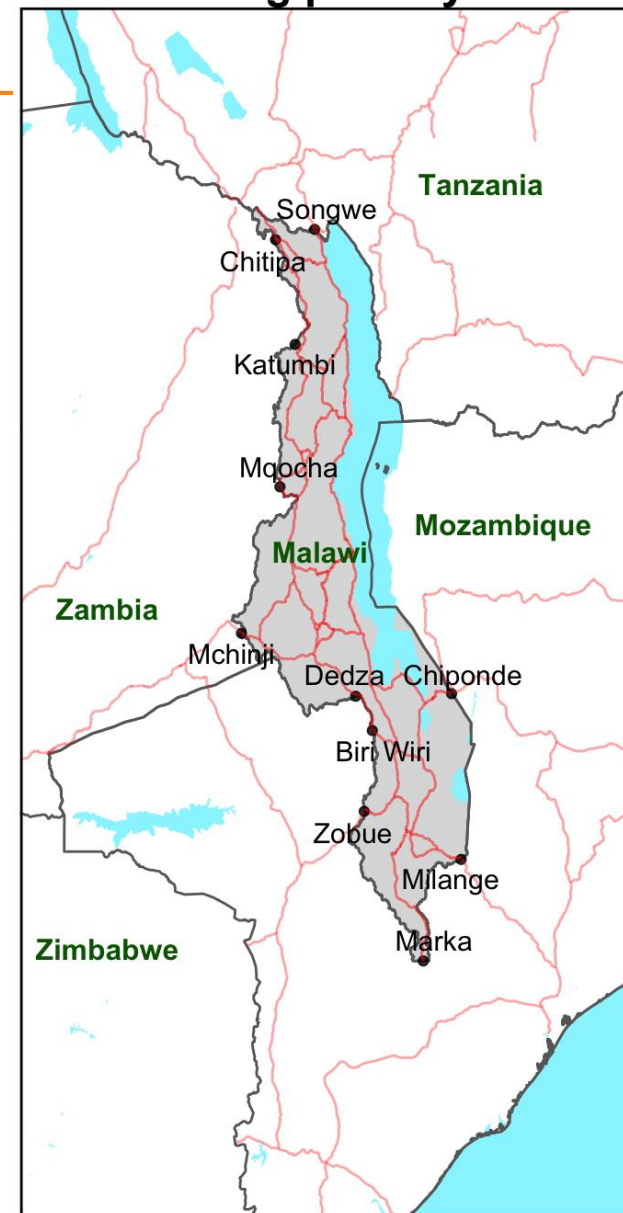 Tanzania
Songwe
Chitipa
Katumbi
Mqocha
Mozambique
Malawi
Zambia
Mchinji
Dedza
Chiponde
Biri Wiri
Zobue
Milange
Marka
Zimbabwe